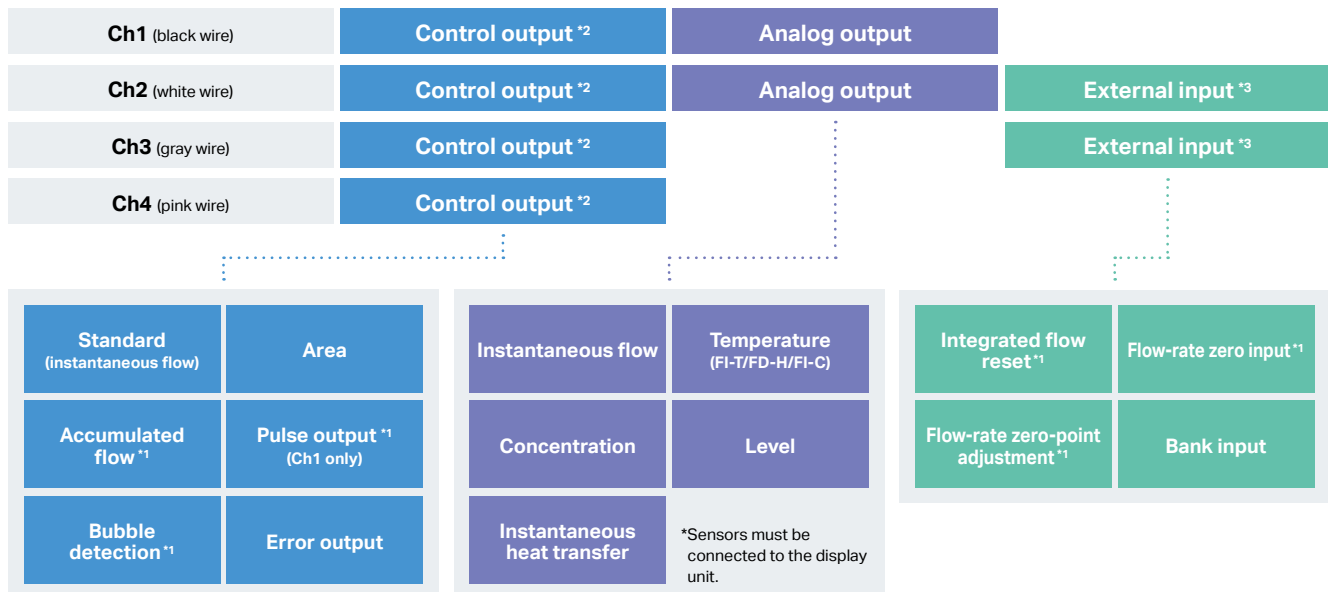 Ch1 (black wire) Control output *2 Analog output
Ch2 (white wire) Control output *2 Analog output External input *3
Ch3 (gray wire) Control output *2 External input *3
Ch4 (pink wire) Control output *2
Standard
(instantaneous flow)
Area
Accumulated
flow *1
Pulse output *1
(Ch1 only)
Bubble
detection *1
Error output
Instantaneous flow
Temperature
(FI-T/FD-H/FI-C)
Concentration
Level
Instantaneous
heat transfer
*Sensors must be
connected to the display
unit.
Integrated flow
reset *1
Flow-rate zero input *1
Flow-rate zero-point
adjustment *1
Bank input